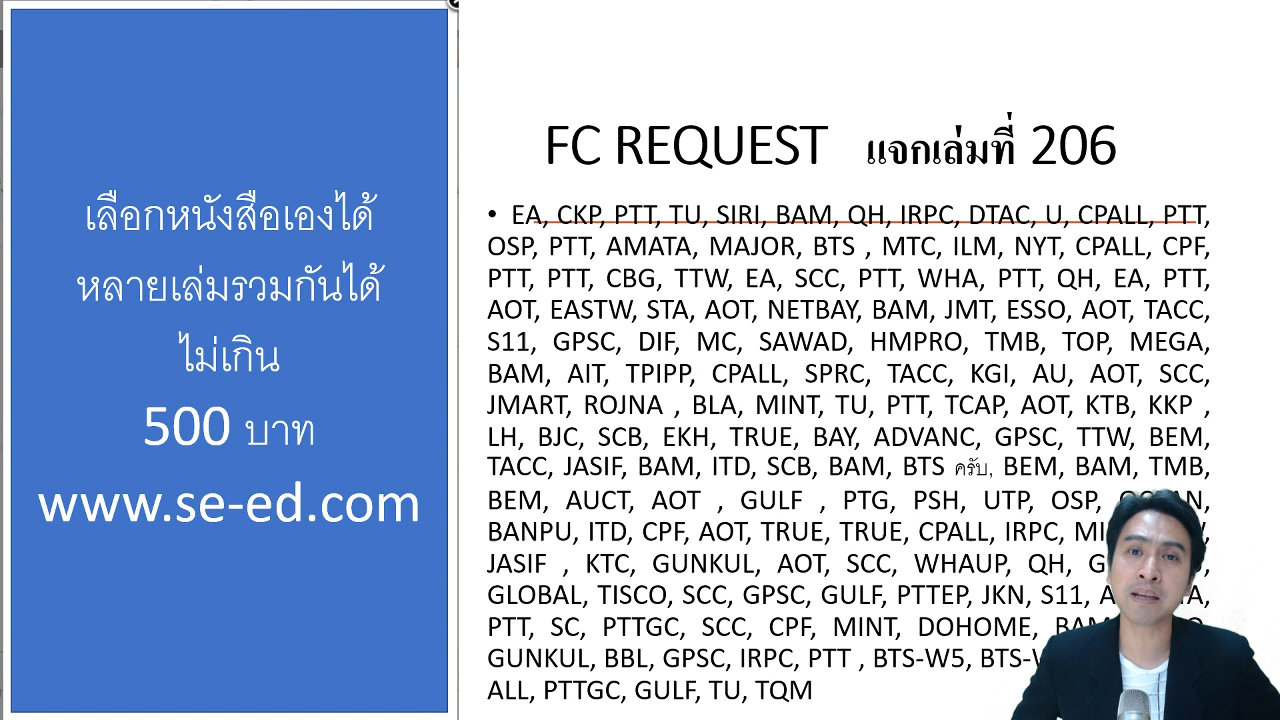 เลือกหนังสือเองได้
หลายเล่มรวมกันได้
ไม่เกิน
500 บาท
www.se-ed.com
FC REQUEST แจกเล่มที่ 206
• EA, CKP, PTT, TU, SIRI, BAM, QH, IRPC, DTAC, U, CPALL, PTT,
OSP, PTT, AMATA, MAJOR, BTS , MTC, ILM, NYT, CPALL, CPF,
PTT, PTT, CBG, TTW, EA, SCC, PTT, WHA, PTT, QH, EA, PTT,
AOT, EASTW, STA, AOT, NETBAY, BAM, JMT, ESSO, AOT, TACC,
S11, GPSC, DIF, MC, SAWAD, HMPRO, TMB, TOP, MEGA,
BAM, AIT, TPIPP, CPALL, SPRC, TACC, KGI, AU, AOT, SCC,
JMART, ROJNA , BLA, MINT, TU, PTT, TCAP, AOT, KTB, KKP ,
LH, BJC, SCB, EKH, TRUE, BAY, ADVANC, GPSC, TTW, BEM,
TACC, JASIF, BAM, ITD, SCB, BAM, BTS ครับ, BEM, BAM, TMB,
BEM, AUCT, AOT , GULF , PTG, PSH, UTP, OSP,
BANPU, ITD, CPF, AOT, TRUE, TRUE, CPALL, IRPC,
JASIF , KTC, GUNKUL, AOT, SCC, WHAUP, QH,
GLOBAL, TISCO, SCC, GPSC, GULF, PTTEP, JKN, S11,
PTT, SC, PTTGC, SCC, CPF, MINT, DOHOME,
GUNKUL, BBL, GPSC, IRPC, PTT , BTS-W5,
ALL, PTTGC, GULF, TU, TQM